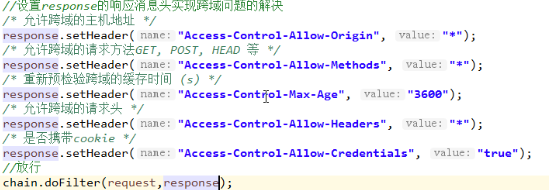 //设置response的响应消息头实现跨域问题的解决
/* 允许跨域的主机地址 */
response.setHeader( name: "Access-Control-Allow-Origin", value: "*");
/* 允许跨域的请求方法GET, POST, HEAD 等 */
response.setHeader( name: "Access-Control-Allow-Methods", value: "*");
/* 重新预检验跨域的缓存时间 (s) */
response.setHeader( name: "Access-Control-Max-Age", value: "3600");
/* 允许跨域的请求头 */
response.setHeader( name: "Access-Control-Allow-Headers", value: "*");
/* 是否携带cookie */
response.setHeader( name: "Access-Control-Allow-Credentials", value: "true");
//放行
chain.doFilter(request,response);